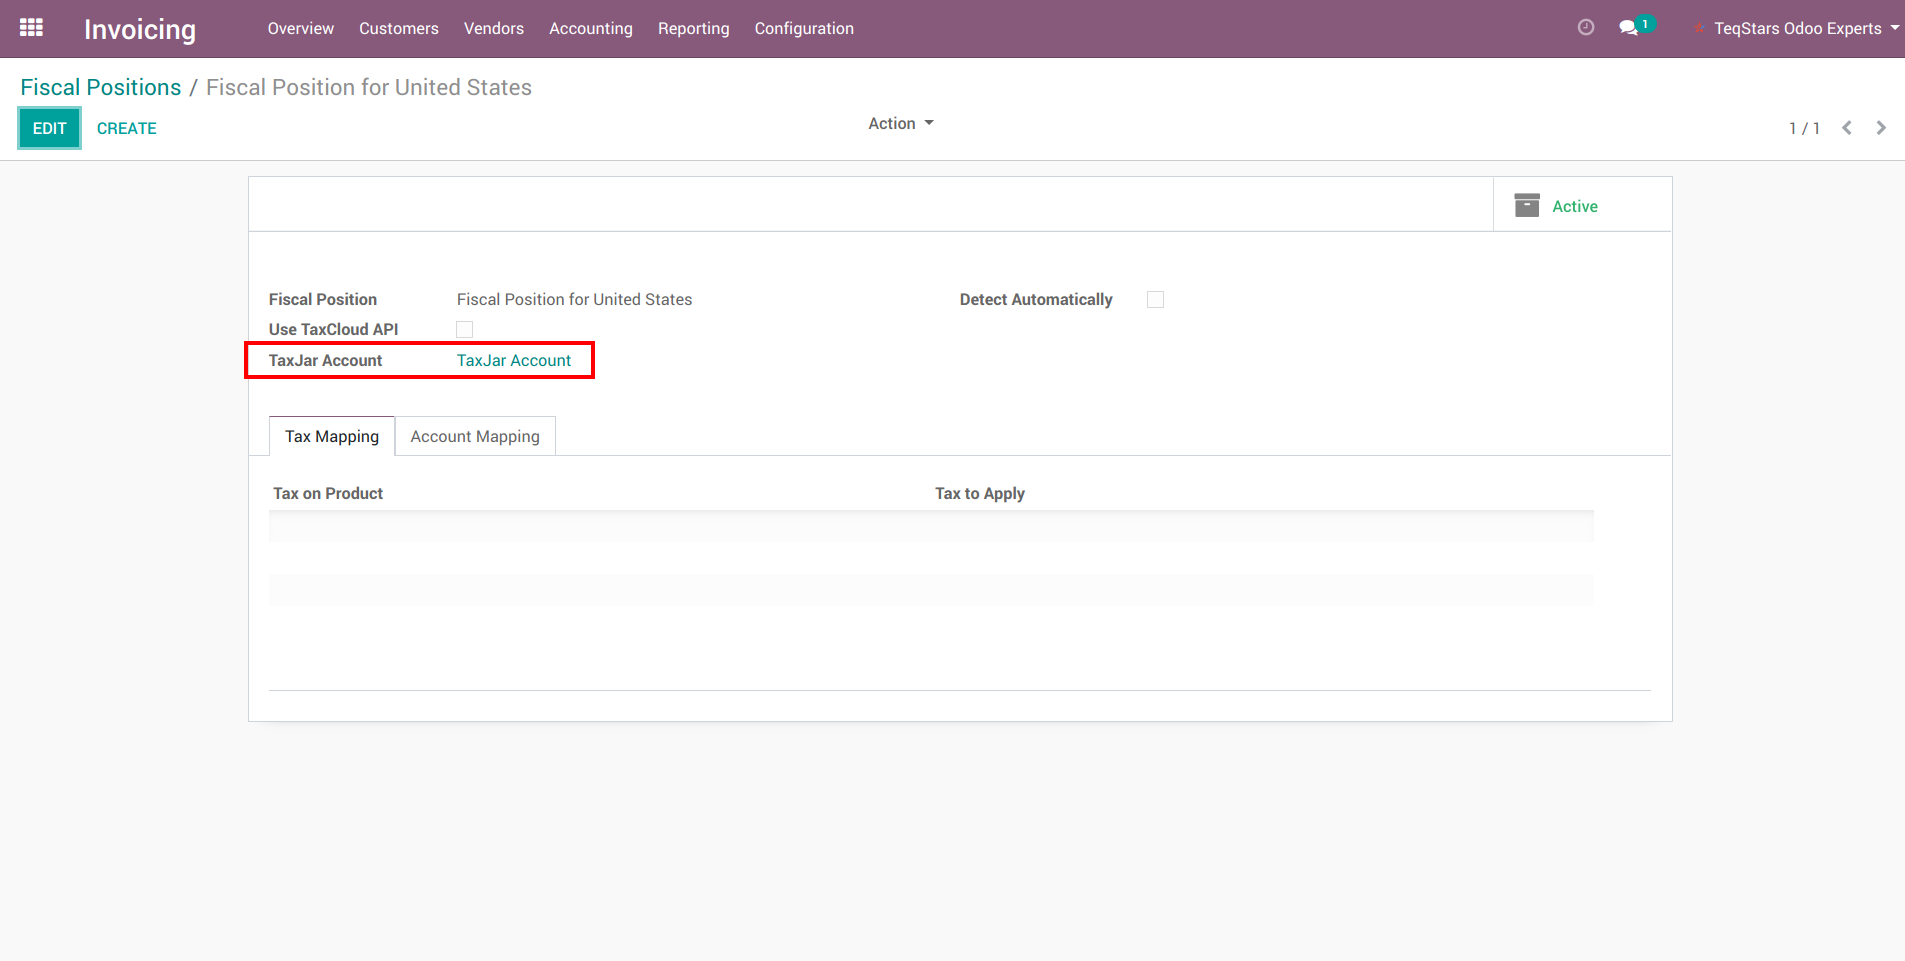 Invoicing Overview Customers Vendors Accounting Reporting Configuration 1 TeqStars Odoo Experts
Fiscal Positions / Fiscal Position for United States
EDIT CREATE Action 1 / 1
Active
Fiscal Position Fiscal Position for United States Detect Automatically
Use TaxCloud API
TaxJar Account TaxJar Account
Tax Mapping Account Mapping
Tax on Product Tax to Apply